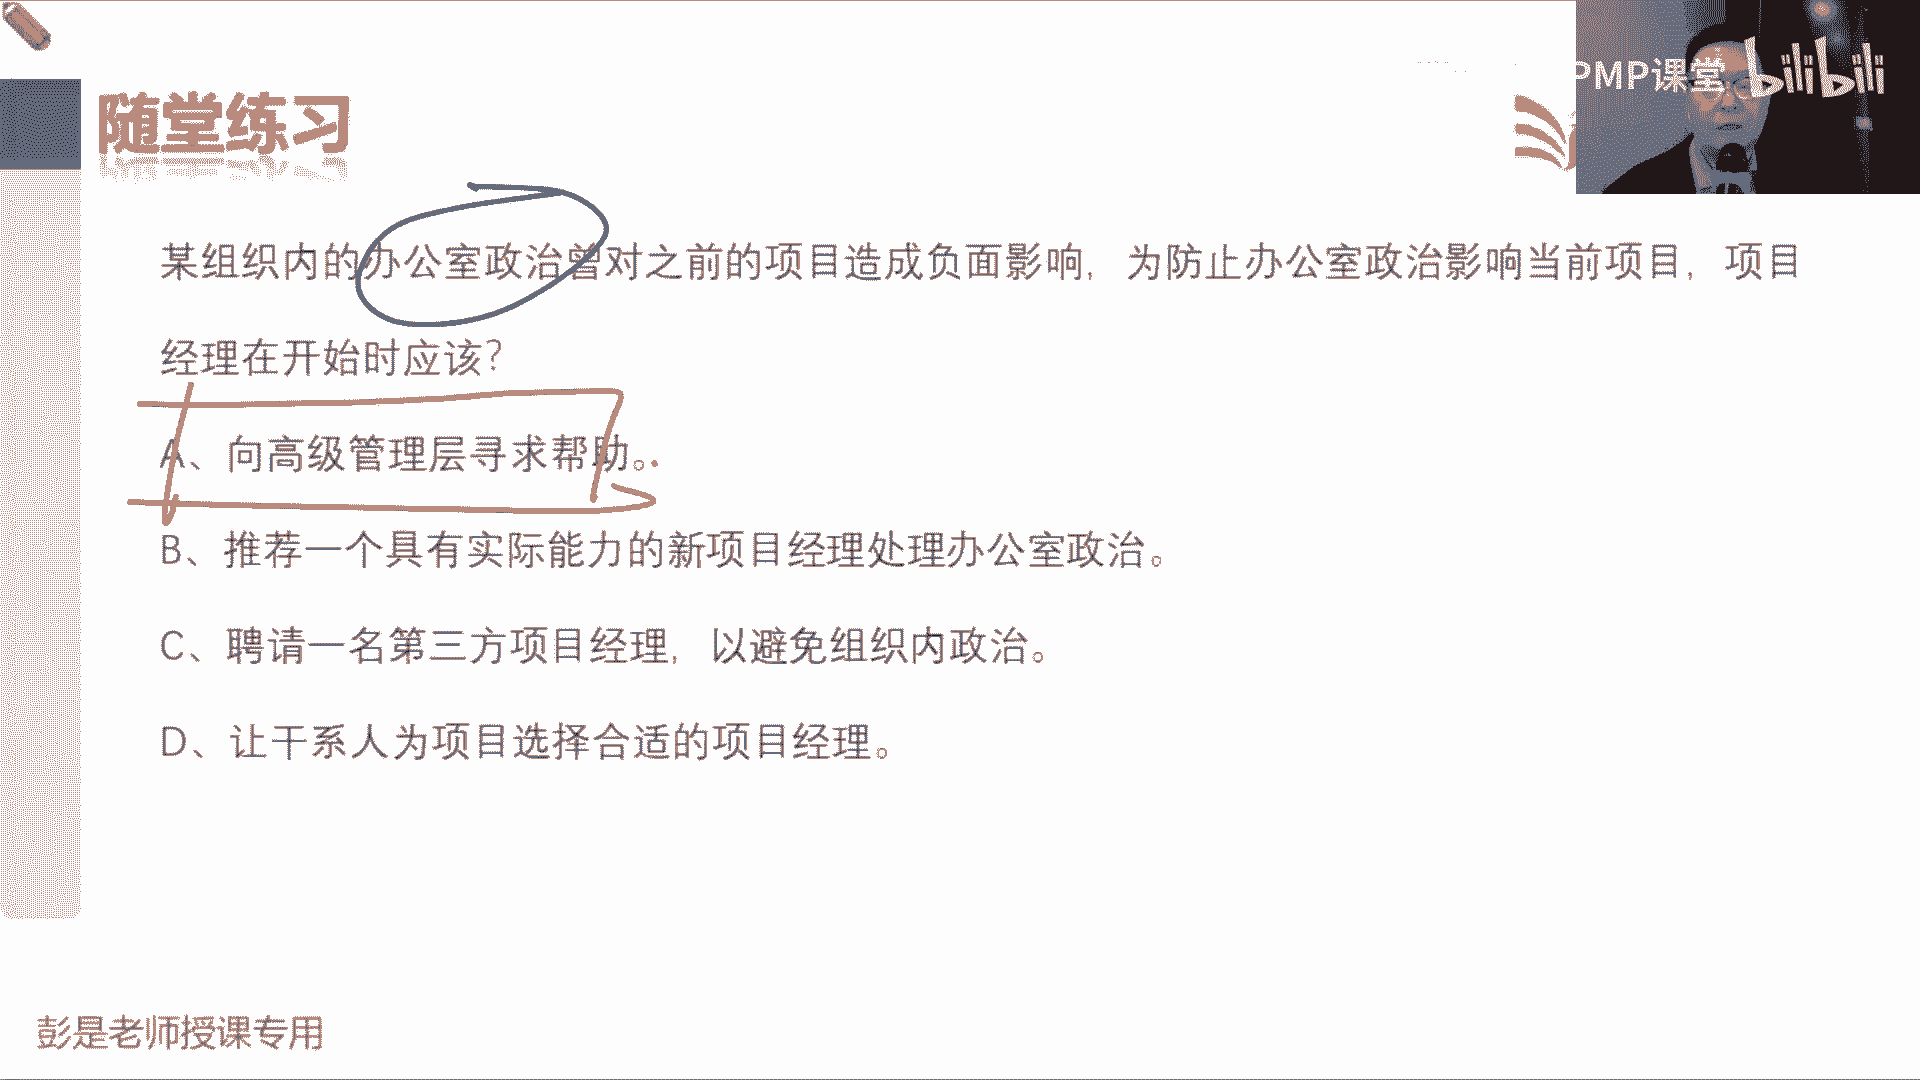 PMP课堂 bilibili
随堂练习
某组织内的办公室政治曾对之前的项目造成负面影响，为防止办公室政治影响当前项目，项目
经理在开始时应该？
A、向高级管理层寻求帮助。
B、推荐一个具有实际能力的新项目经理处理办公室政治。
C、聘请一名第三方项目经理，以避免组织内政治。
D、让干系人为项目选择合适的项目经理。
彭是老师授课专用